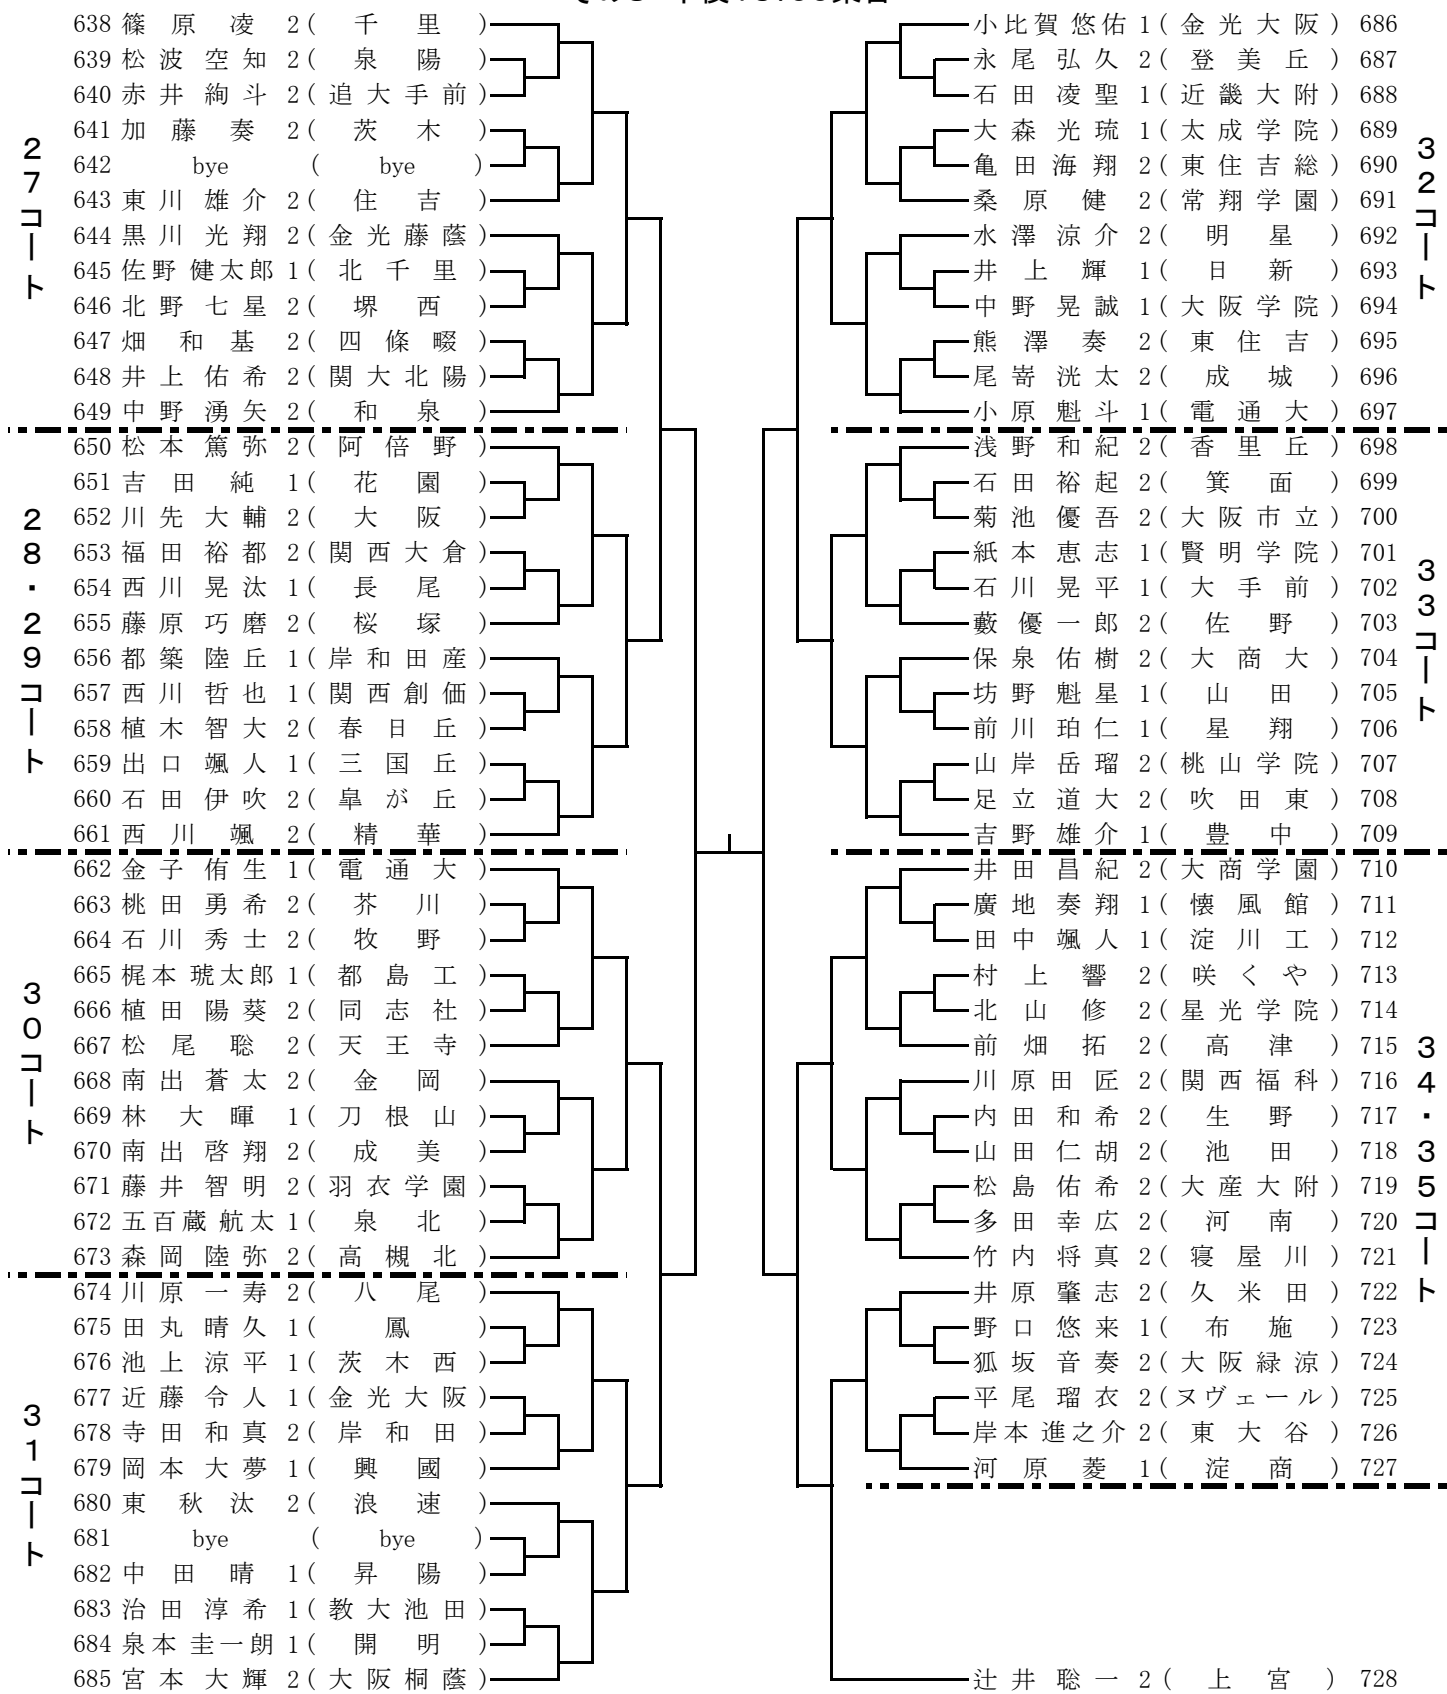 638 篠原 凌 2(千里)
639 松波空知 2(泉陽)
640 赤井絢斗 2(追大手前)
641 加藤 奏 2(茨木)
642 bye (bye)
643 東川雄介 2(住吉)
644 黒川光翔 2(金光藤蔭)
645 佐野健太郎 1(北千里)
646 北野七星 2(堺西)
647 畑 和基 2(四條畷)
648 井上佑希 2(関大北陽)
649 中野湧矢 2(和泉)
27コート
650 松本篤弥 2(阿倍野)
651 吉田 純 1(花園)
652 川先大輔 2(大阪)
653 福田裕都 2(関西大倉)
654 西川晃汰 1(長尾)
655 藤原巧磨 2(桜塚)
656 都築陸丘 1(岸和田産)
657 西川哲也 1(関西創価)
658 植木智大 2(春日丘)
659 出口颯人 1(三国丘)
660 石田伊吹 2(皐が丘)
661 西川 颯 2(精華)
28・29コート
662 金子侑生 1(電通大)
663 桃田勇希 2(芥川)
664 石川秀士 2(牧野)
665 梶本琥太郎 1(都島工)
666 植田陽葵 2(同志社)
667 松尾 聡 2(天王寺)
668 南出蒼太 2(金岡)
669 林 大暉 1(刀根山)
670 南出啓翔 2(成美)
671 藤井智明 2(羽衣学園)
672 五百蔵航太 1(泉北)
673 森岡陸弥 2(高槻北)
30コート
674 川原一寿 2(八尾)
675 田丸晴久 1(鳳)
676 池上涼平 1(茨木西)
677 近藤令人 1(金光大阪)
678 寺田和真 2(岸和田)
679 岡本大夢 1(興國)
680 東 秋汰 2(浪速)
681 bye (bye)
682 中田 晴 1(昇陽)
683 治田淳希 1(教大池田)
684 泉本圭一朗 1(開明)
685 宮本大輝 2(大阪桐蔭)
31コート
小比賀悠佑 1(金光大阪) 686
永尾弘久 2(登美丘) 687
石田凌聖 1(近畿大附) 688
大森光琉 1(太成学院) 689
亀田海翔 2(東住吉総) 690
桑原 健 2(常翔学園) 691
水澤涼介 2(明星) 692
井上 輝 1(日新) 693
中野晃誠 1(大阪学院) 694
熊澤 奏 2(東住吉) 695
尾嵜洸太 2(成城) 696
小原魁斗 1(電通大) 697
32コート
浅野和紀 2(香里丘) 698
石田裕起 2(箕面) 699
菊池優吾 2(大阪市立) 700
紙本恵志 1(賢明学院) 701
石川晃平 1(大手前) 702
藪優一郎 2(佐野) 703
保泉佑樹 2(大商大) 704
坊野魁星 1(山田) 705
前川珀仁 1(星翔) 706
山岸岳瑠 2(桃山学院) 707
足立道大 2(吹田東) 708
吉野雄介 1(豊中) 709
33コート
井田昌紀 2(大商学園) 710
廣地奏翔 1(懐風館) 711
田中颯人 1(淀川工) 712
村上 響 2(咲くや) 713
北山 修 2(星光学院) 714
前畑 拓 2(高津) 715
川原田匠 2(関西福科) 716
内田和希 2(生野) 717
山田仁胡 2(池田) 718
松島佑希 2(大産大附) 719
多田幸広 2(河南) 720
竹内将真 2(寝屋川) 721
井原肇志 2(久米田) 722
野口悠来 1(布施) 723
狐坂音奏 2(大阪緑涼) 724
平尾瑠衣 2(ヌヴェール) 725
岸本進之介 2(東大谷) 726
河原 菱 1(淀商) 727
34・35コート
辻井聡一 2(上宮) 728